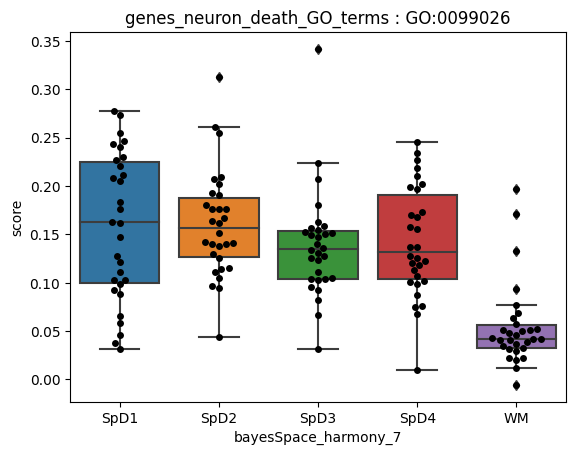 genes_neuron_death_GO_terms : GO:0099026
score
0.35
0.30
0.25
0.20
0.15
0.10
0.05
0.00
SpD1 SpD2 SpD3 SpD4 WM
bayesSpace_harmony_7